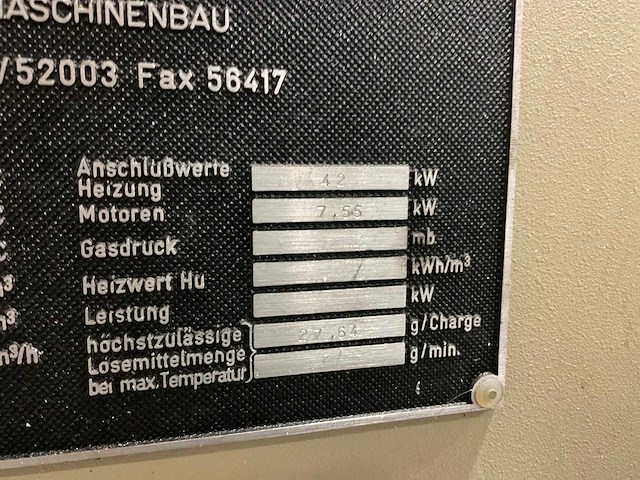 MASCHINENBAU
/52003 Fax 56417
Anschlußwerte
Heizung 42 kW
Motoren 7.55 kW
Gasdruck mb
Heizwert Hu kWh/m³
Leistung kW
höchstzulässige 27.64 g/Charge
Lösemittelmenge g/min.
bei max. Temperatur
m³/h